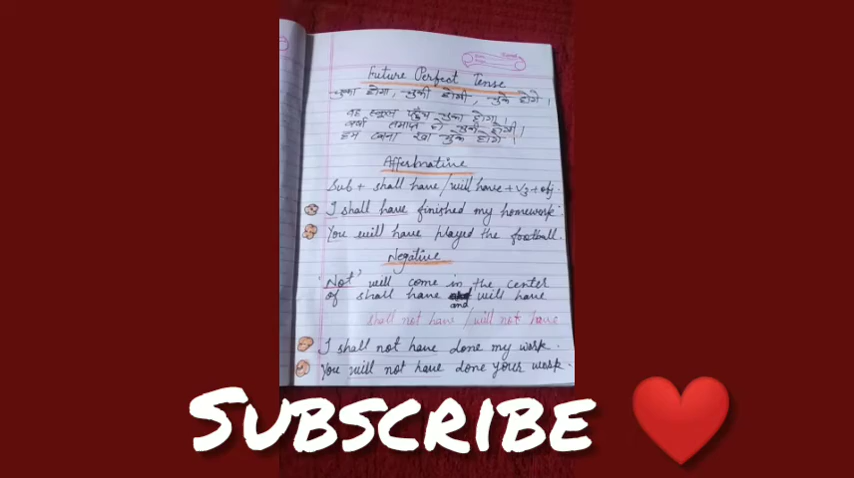 Future Perfect Tense
चुका होगा, चुकी होगी, चुके होगे ।
वह स्कूल पहुँच चुका होगा ।
वर्षा समाप्त हो चुकी होगी ।
हम खाना खा चुके होगे ।
Affermative
Sub + shall have / will have + V3 + obj.
I shall have finished my homework.
You will have played the football.
Negative
'Not' will come in the center
of shall have and will have
shall not have / will not have
I shall not have done my work.
You will not have done your work.
SUBSCRIBE